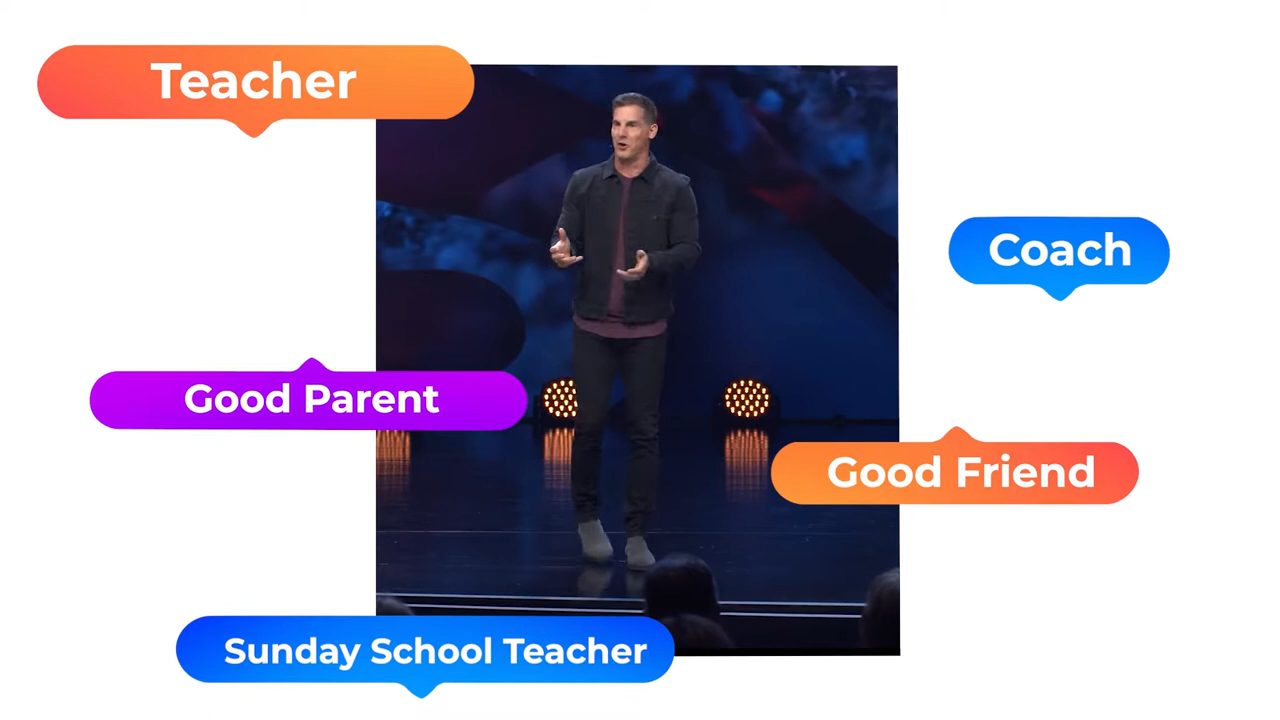 Teacher
Coach
Good Parent
Good Friend
Sunday School Teacher